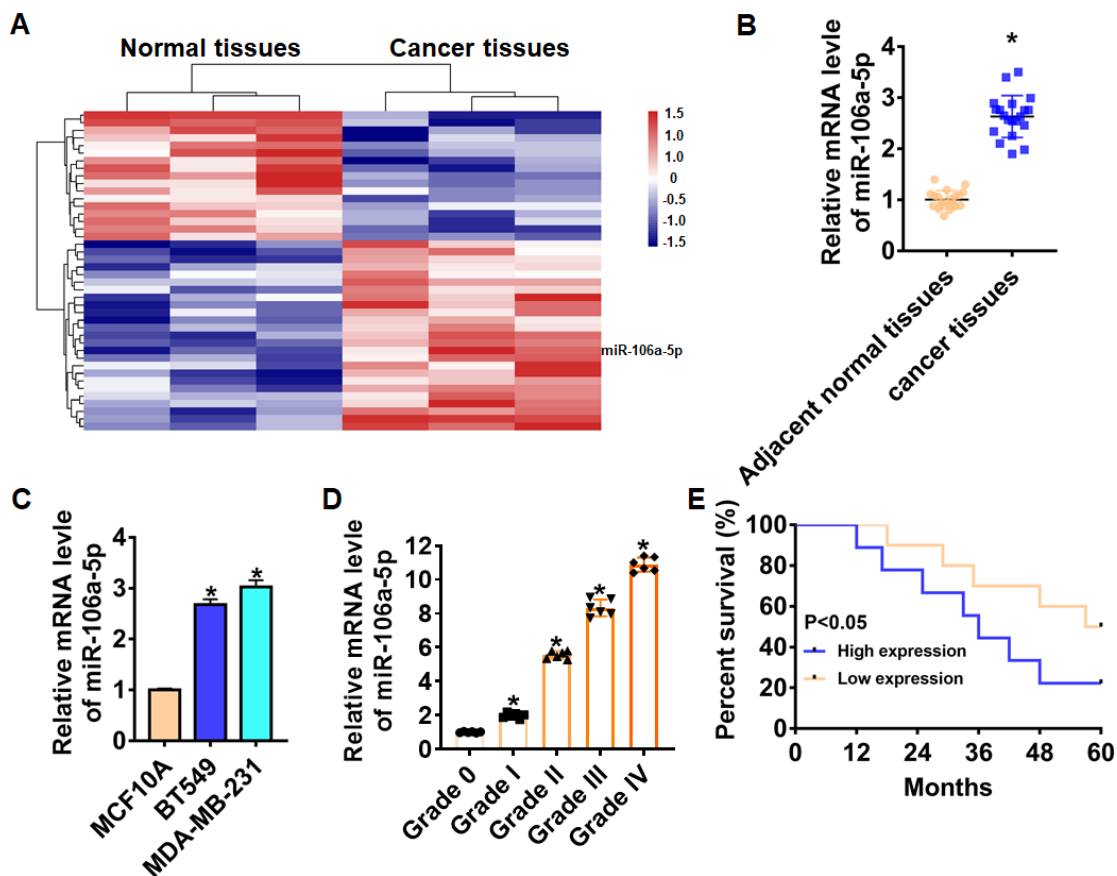 A
Normal tissues
Cancer tissues
1.5
1.0
0.5
0
-0.5
-1.0
-1.5
miR-106a-5p
B
Relative mRNA levle
of miR-106a-5p
4
3
2
1
0
*
Adjacent normal tissues
cancer tissues
C
Relative mRNA levle
of miR-106a-5p
4
3
2
1
0
*
*
MCF10A
BT549
MDA-MB-231
D
Relative mRNA levle
of miR-106a-5p
12
10
8
6
4
2
0
*
*
*
*
Grade 0
Grade I
Grade II
Grade III
Grade IV
E
Percent survival (%)
100
80
60
40
20
0
P<0.05
High expression
Low expression
0 12 24 36 48 60
Months